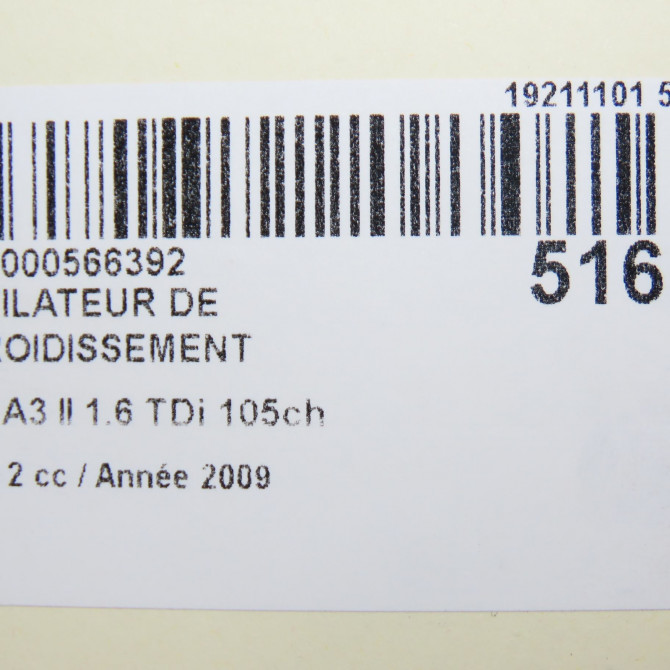 19211101 5
000566392
516
ILATEUR DE
OIDISSEMENT
A3 II 1.6 TDi 105ch
2 cc / Année 2009